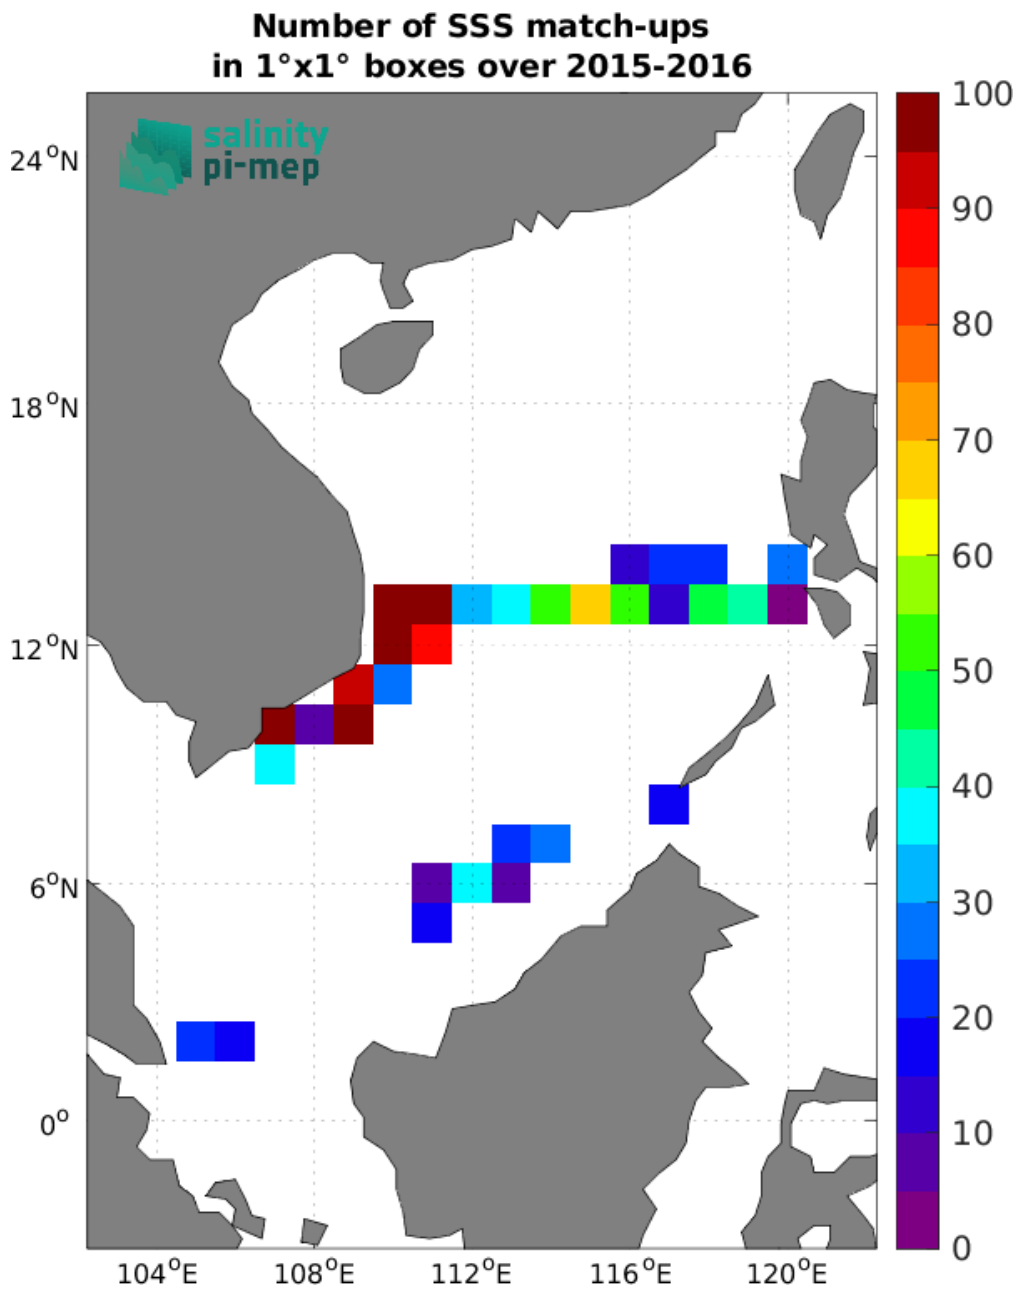 Number of SSS match-ups
in 1°x1° boxes over 2015-2016
salinity
pi-mep
24°N
18°N
12°N
6°N
0°
104°E 108°E 112°E 116°E 120°E
100
90
80
70
60
50
40
30
20
10
0